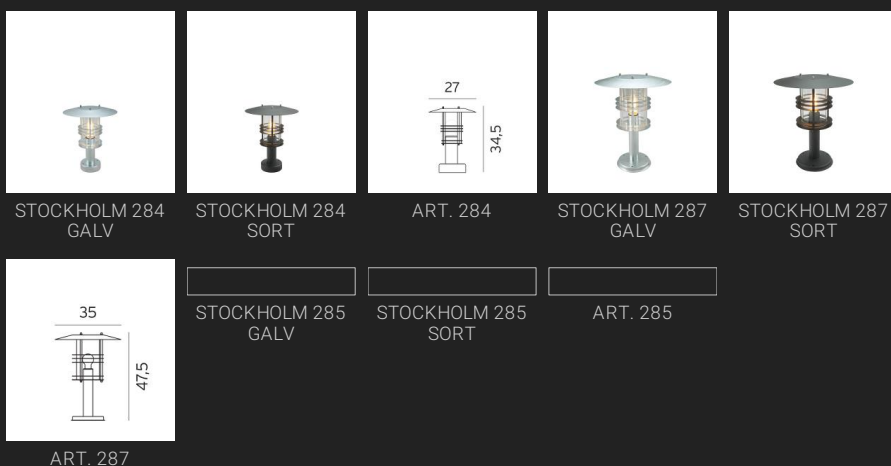 27
34,5
STOCKHOLM 284
GALV
STOCKHOLM 284
SORT
ART. 284
STOCKHOLM 287
GALV
STOCKHOLM 287
SORT
35
47,5
ART. 287
STOCKHOLM 285
GALV
STOCKHOLM 285
SORT
ART. 285